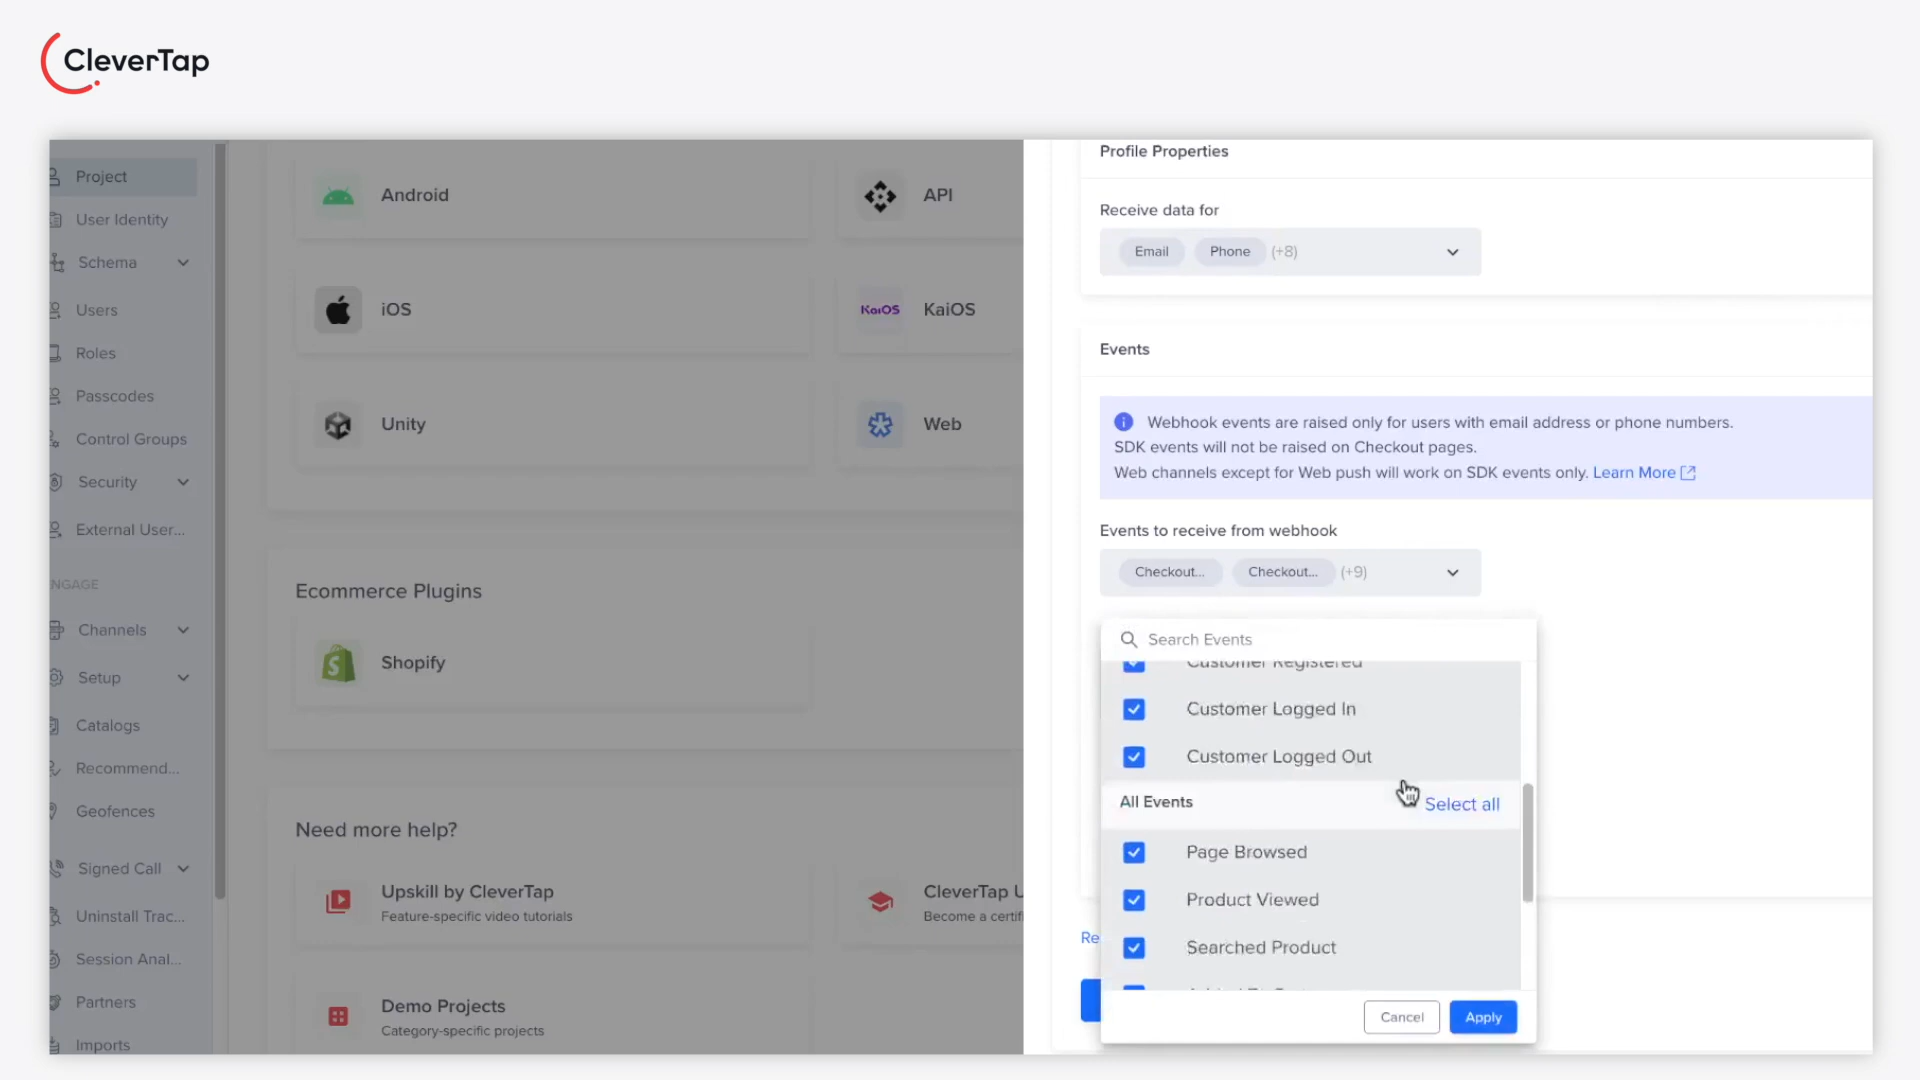 CleverTap
Project
User Identity
Schema
Users
Roles
Passcodes
Control Groups
Security
External User...
NGAGE
Channels
Setup
Catalogs
Recommend...
Geofences
Signed Call
Uninstall Trac...
Session Anal...
Partners
Imports
Android
API
iOS
KaiOS
KaiOS
Unity
Web
Ecommerce Plugins
Shopify
Need more help?
Upskill by CleverTap
Feature-specific video tutorials
CleverTap U
Become a certifi
Demo Projects
Category-specific projects
Profile Properties
Receive data for
Email Phone (+8)
Events
Webhook events are raised only for users with email address or phone numbers.
SDK events will not be raised on Checkout pages.
Web channels except for Web push will work on SDK events only. Learn More
Events to receive from webhook
Checkout... Checkout... (+9)
Search Events
Customer Registered
Customer Logged In
Customer Logged Out
All Events
Select all
Page Browsed
Product Viewed
Searched Product
Re
Cancel
Apply